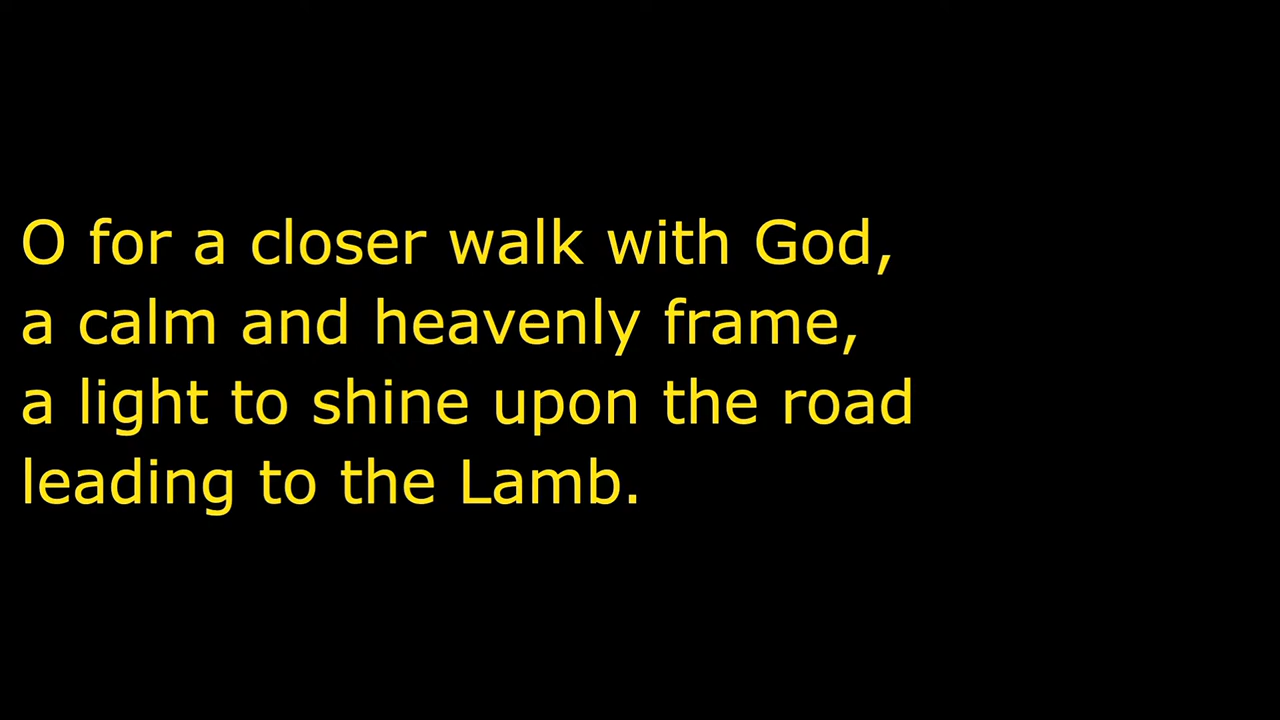 O for a closer walk with God,
a calm and heavenly frame,
a light to shine upon the road
leading to the Lamb.